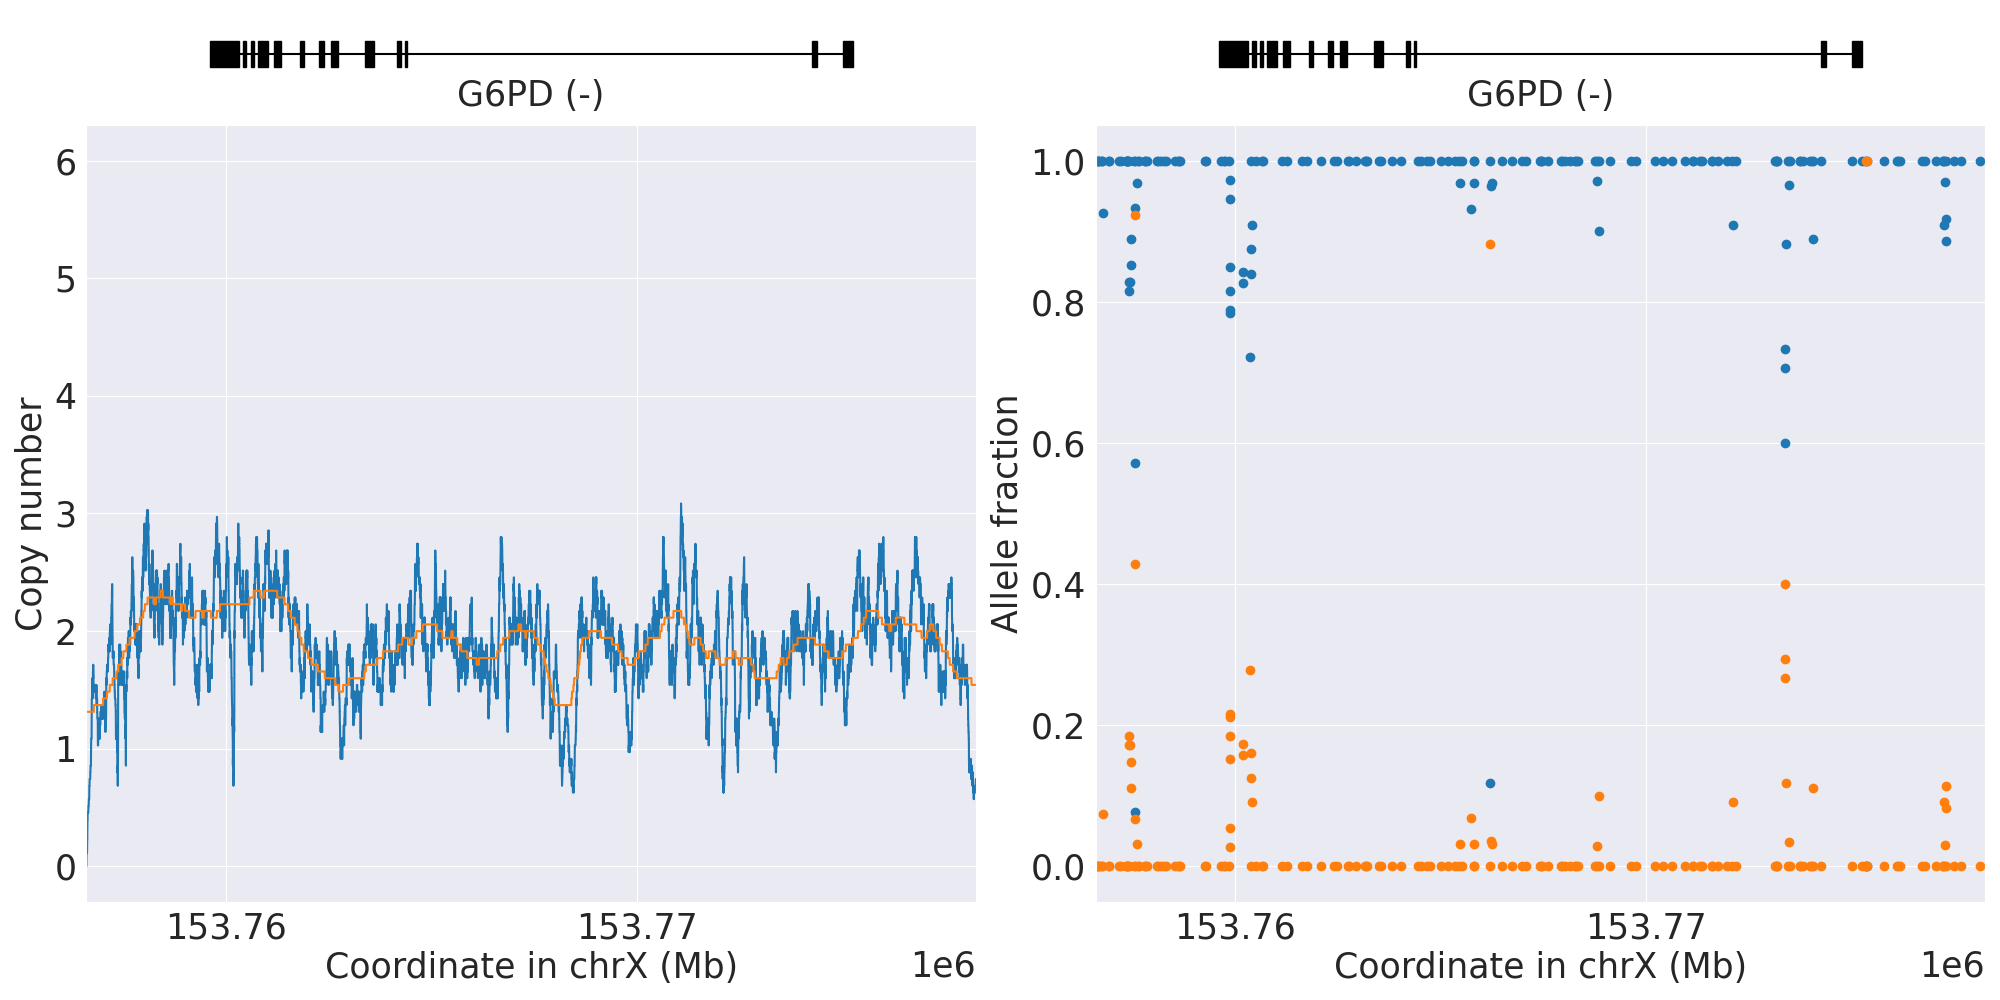 G6PD (-)
6
5
4
3
2
1
0
Copy number
153.76
153.77
Coordinate in chrX (Mb)
1e6
G6PD (-)
1.0
0.8
0.6
0.4
0.2
0.0
Allele fraction
153.76
153.77
Coordinate in chrX (Mb)
1e6